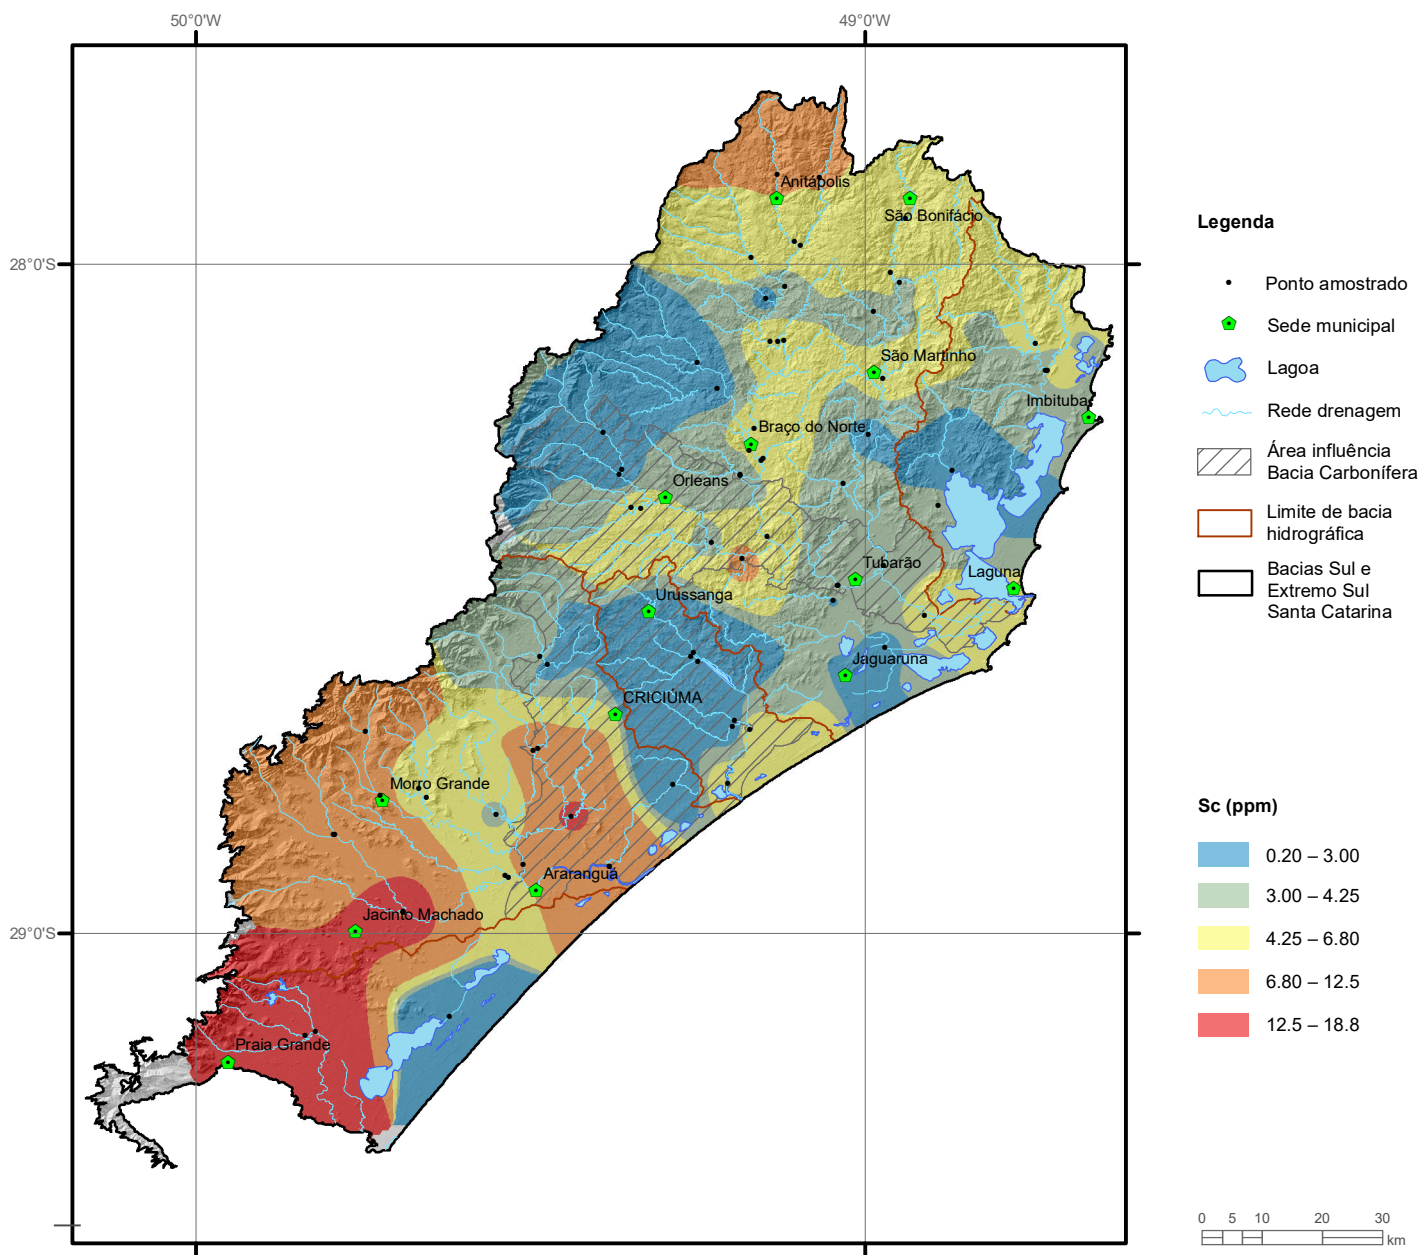 50°0'W
49°0'W
28°0'S
29°0'S
Anitápolis
São Bonifácio
São Martinho
Imbituba
Braço do Norte
Orleans
Tubarão
Laguna
Urussanga
Jaguaruna
CRICIÚMA
Morro Grande
Araranguá
Jacinto Machado
Praia Grande
Legenda
Ponto amostrado
Sede municipal
Lagoa
Rede drenagem
Área influência
Bacia Carbonífera
Limite de bacia
hidrográfica
Bacias Sul e
Extremo Sul
Santa Catarina
Sc (ppm)
0.20 – 3.00
3.00 – 4.25
4.25 – 6.80
6.80 – 12.5
12.5 – 18.8
0 5 10 20 30
km